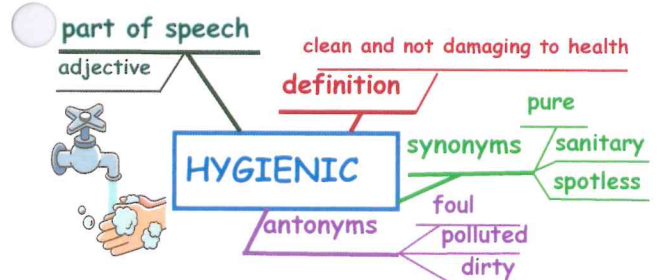 part of speech
adjective
clean and not damaging to health
definition
pure
synonyms
sanitary
spotless
HYGIENIC
antonyms
foul
polluted
dirty